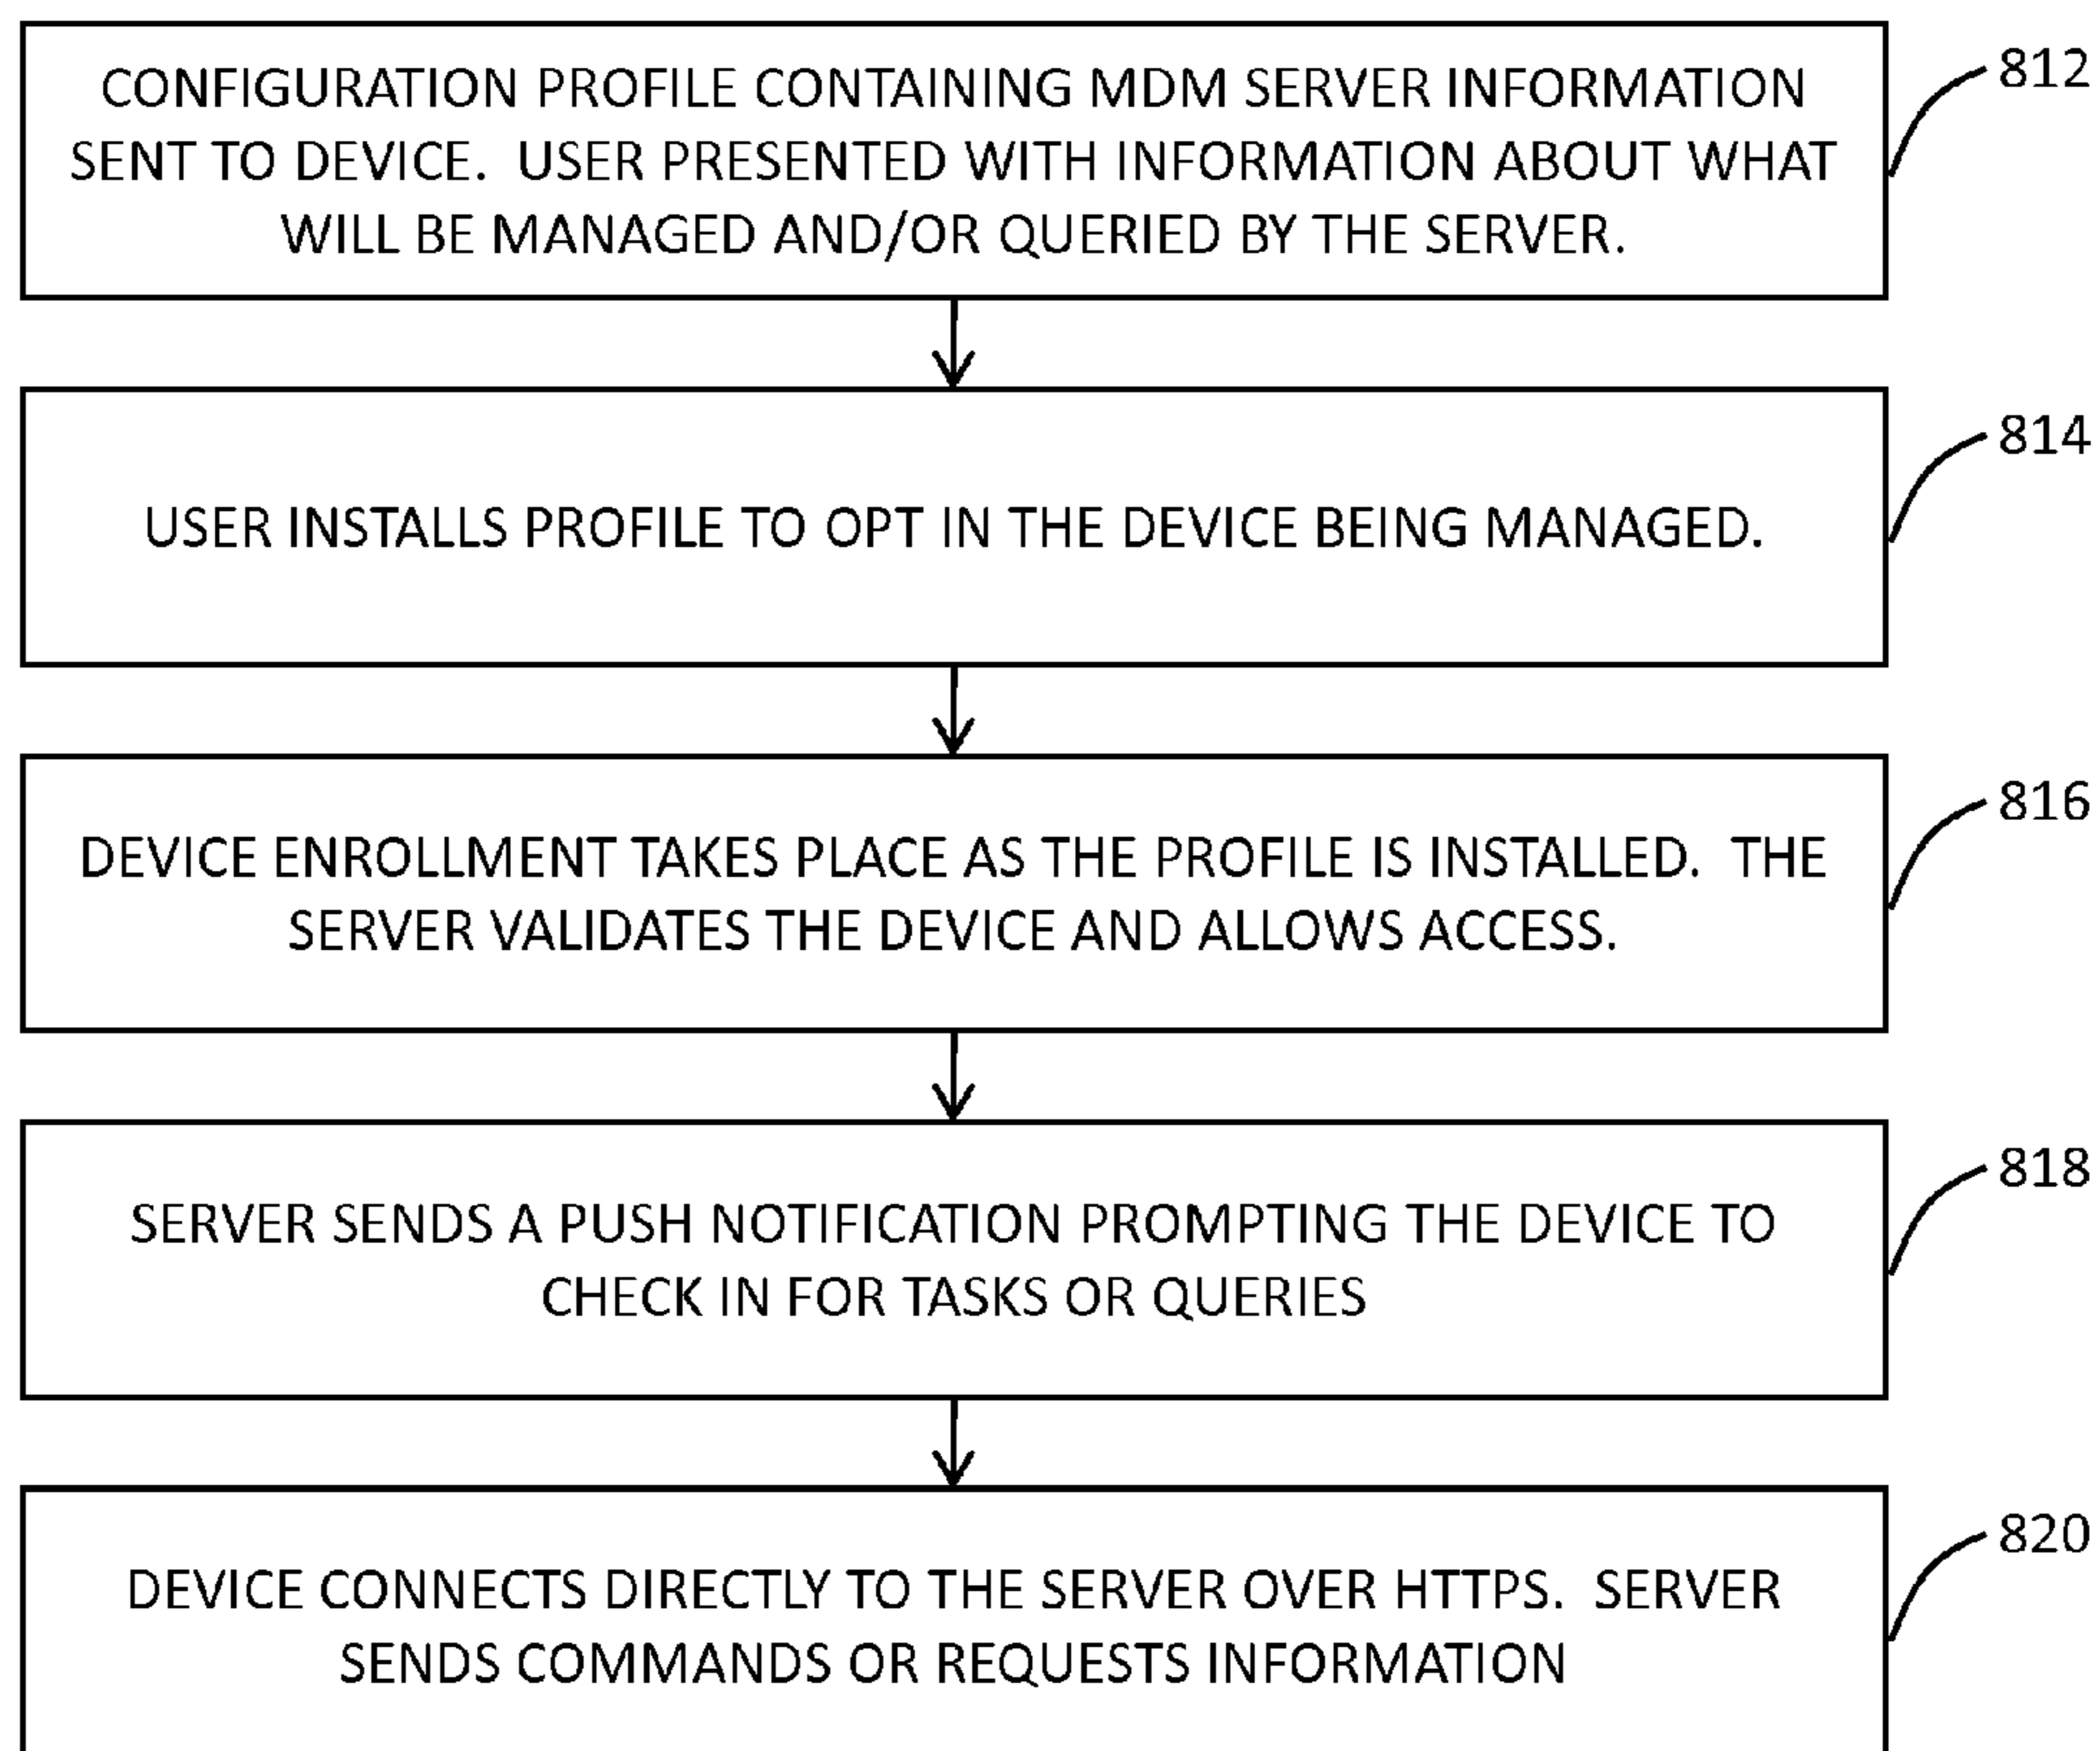 CONFIGURATION PROFILE CONTAINING MDM SERVER INFORMATION
SENT TO DEVICE.  USER PRESENTED WITH INFORMATION ABOUT WHAT
WILL BE MANAGED AND/OR QUERIED BY THE SERVER.
812
USER INSTALLS PROFILE TO OPT IN THE DEVICE BEING MANAGED.
814
DEVICE ENROLLMENT TAKES PLACE AS THE PROFILE IS INSTALLED.  THE
SERVER VALIDATES THE DEVICE AND ALLOWS ACCESS.
816
SERVER SENDS A PUSH NOTIFICATION PROMPTING THE DEVICE TO
CHECK IN FOR TASKS OR QUERIES
818
DEVICE CONNECTS DIRECTLY TO THE SERVER OVER HTTPS.  SERVER
SENDS COMMANDS OR REQUESTS INFORMATION
820